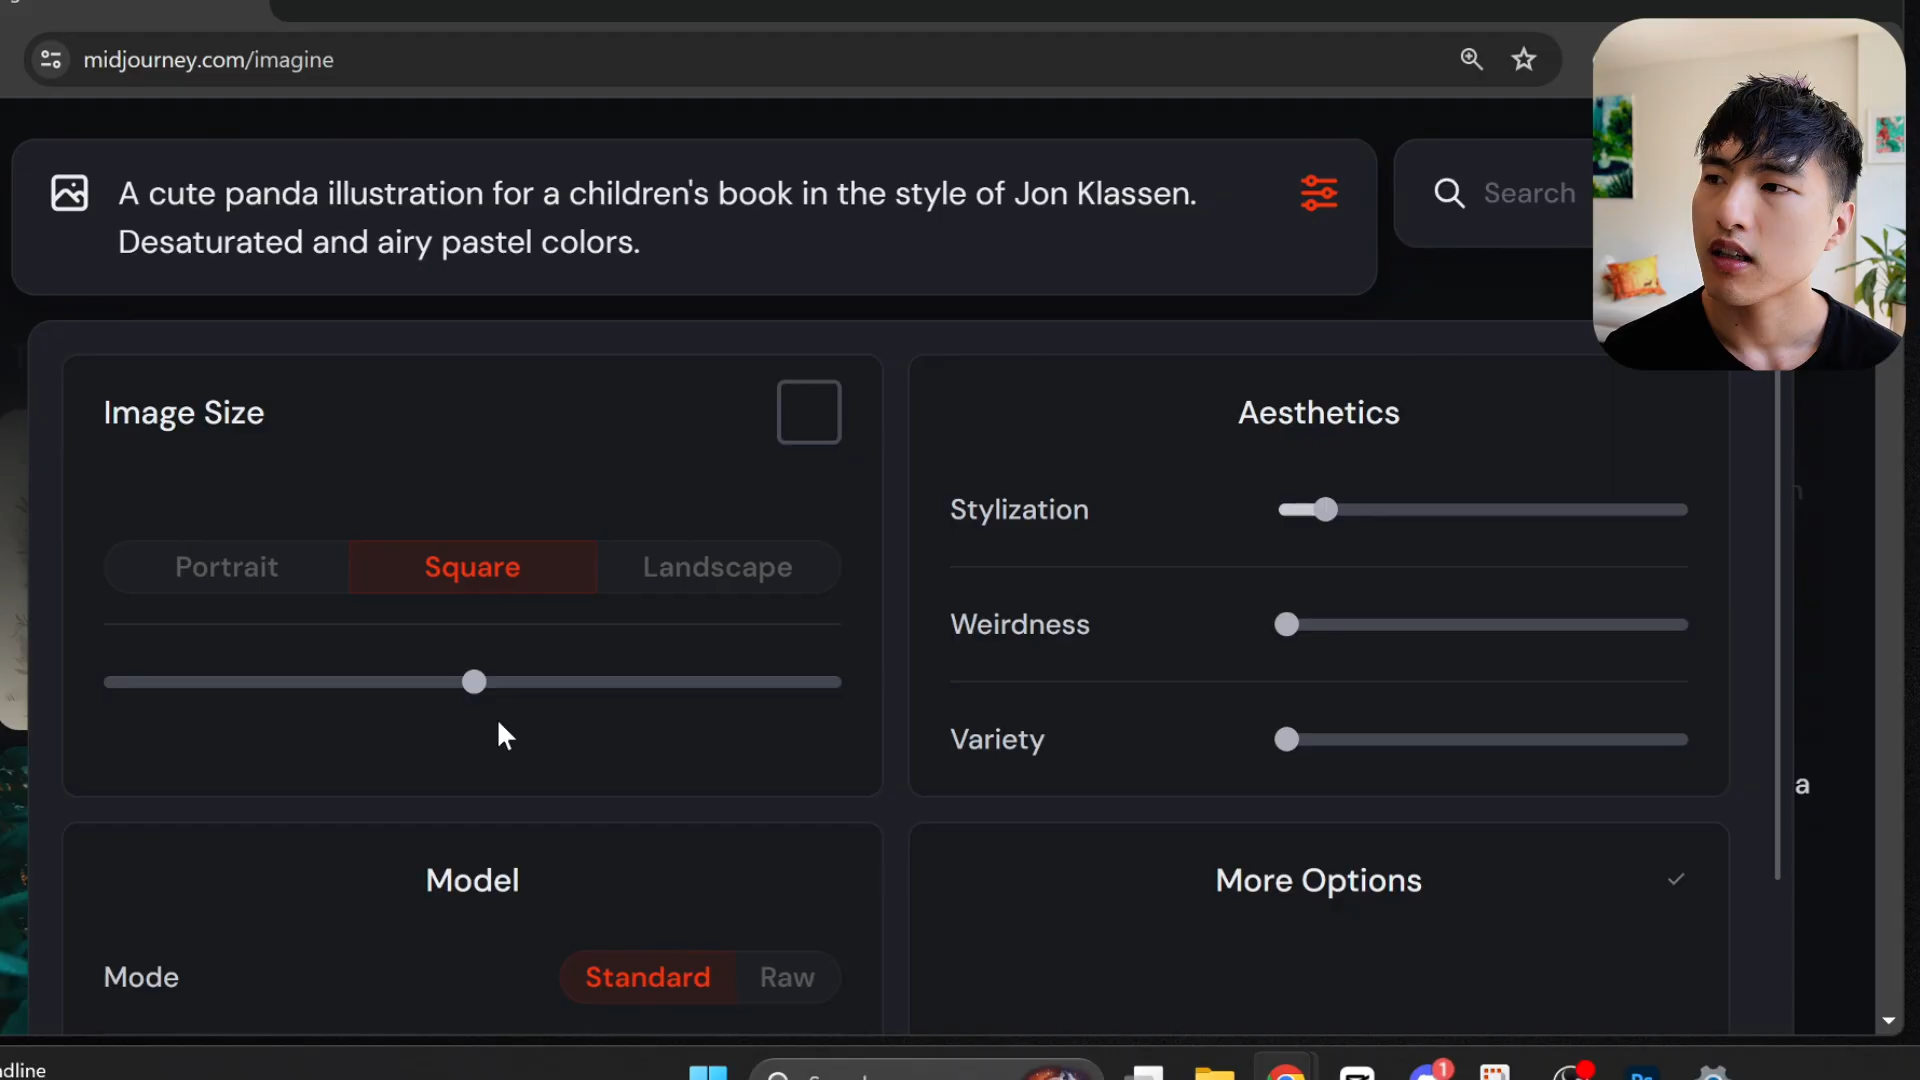 midjourney.com/imagine
A cute panda illustration for a children's book in the style of Jon Klassen.
Desaturated and airy pastel colors.
Search
Image Size
Portrait
Square
Landscape
Aesthetics
Stylization
Weirdness
Variety
Model
Mode
Standard
Raw
More Options
a
1